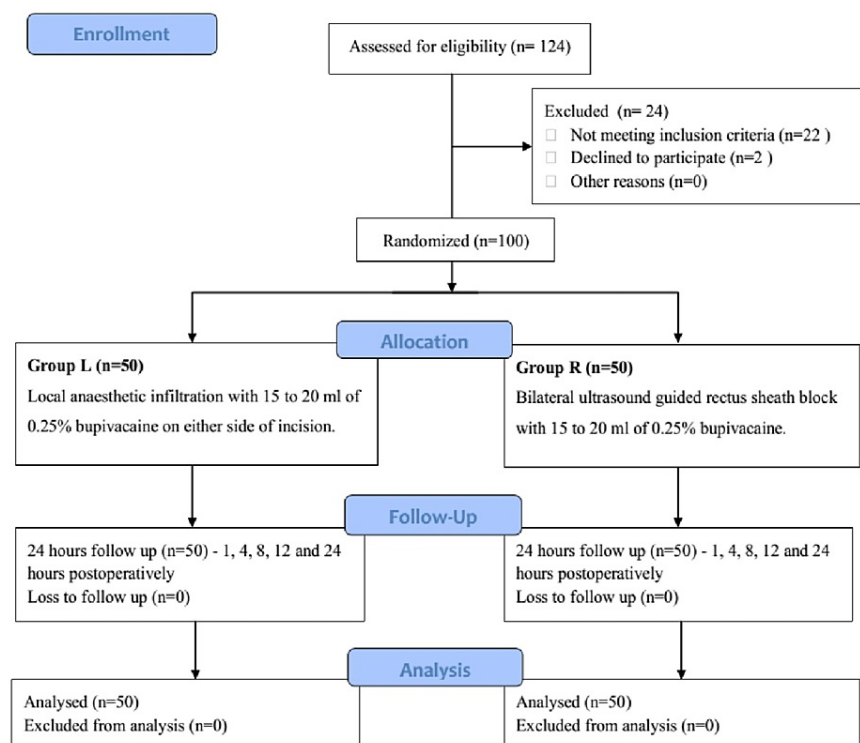 Enrollment
Assessed for eligibility (n= 124)
Excluded (n= 24)
Not meeting inclusion criteria (n=22 )
Declined to participate (n=2 )
Other reasons (n=0)
Randomized (n=100)
Allocation
Group L (n=50)
Local anaesthetic infiltration with 15 to 20 ml of
0.25% bupivacaine on either side of incision.
Group R (n=50)
Bilateral ultrasound guided rectus sheath block
with 15 to 20 ml of 0.25% bupivacaine.
Follow-Up
24 hours follow up (n=50) - 1, 4, 8, 12 and 24
hours postoperatively
Loss to follow up (n=0)
24 hours follow up (n=50) - 1, 4, 8, 12 and 24
hours postoperatively
Loss to follow up (n=0)
Analysis
Analysed (n=50)
Excluded from analysis (n=0)
Analysed (n=50)
Excluded from analysis (n=0)